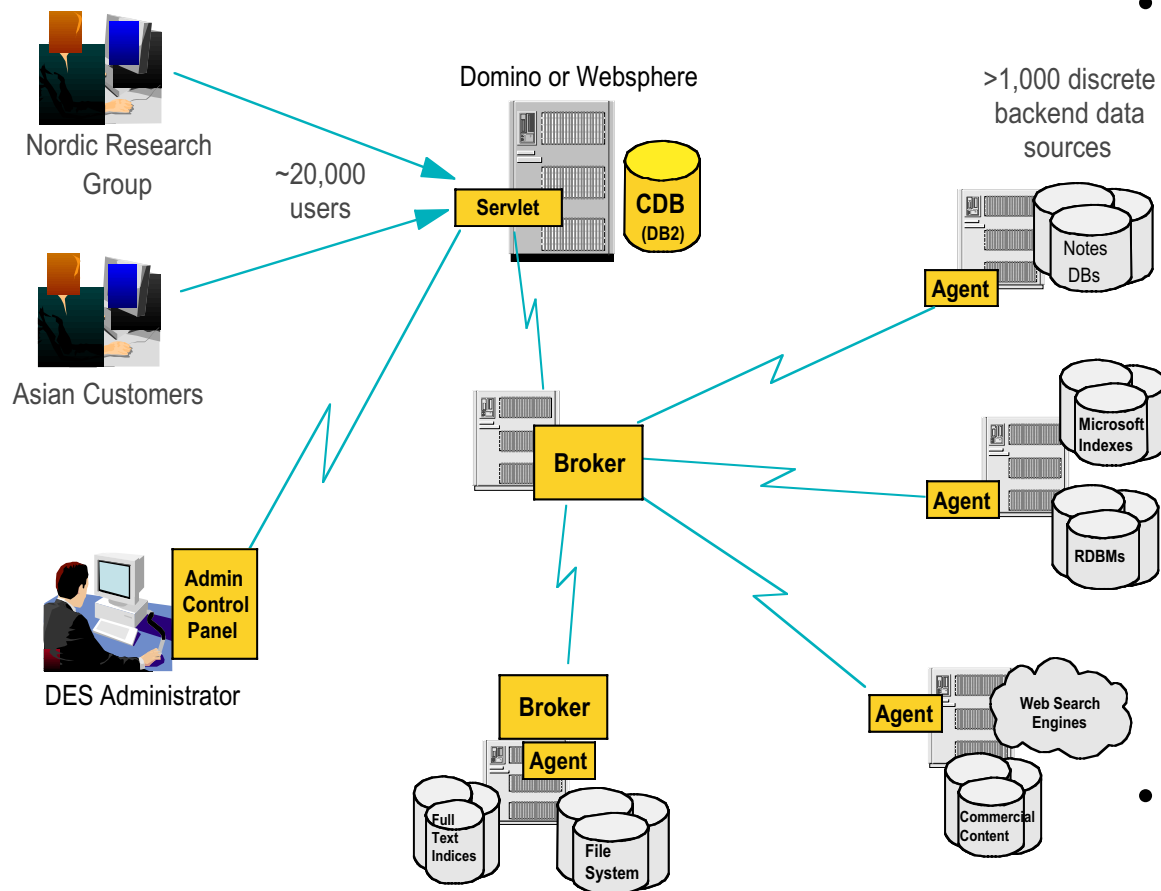 Domino or Websphere
>1,000 discrete
backend data
sources
Nordic Research
Group
~20,000
users
Servlet
CDB
(DB2)
Notes
DBs
Agent
Asian Customers
Microsoft
Indexes
Broker
Agent
RDBMs
Admin
Control
Panel
DES Administrator
Broker
Agent
Web Search
Engines
Agent
Full
Text
Indices
File
System
Commercial
Content